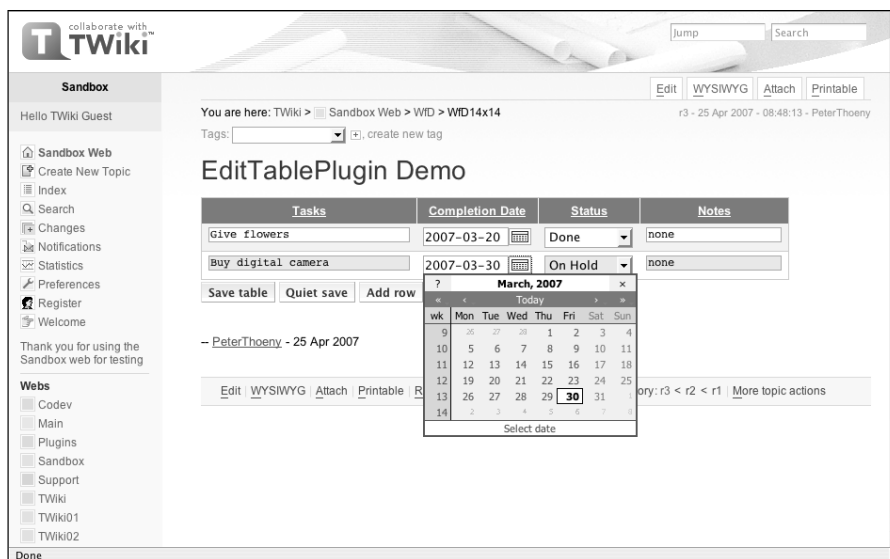 collaborate with
TWiki™
Jump
Search
Sandbox
Edit WYSIWYG Attach Printable
Hello TWiki Guest
You are here: TWiki > Sandbox Web > WfD > WfD14x14
r3 - 25 Apr 2007 - 08:48:13 - PeterThoeny
Tags: , create new tag
Sandbox Web
Create New Topic
Index
Search
Changes
Notifications
Statistics
Preferences
Register
Welcome
Thank you for using the
Sandbox web for testing
Webs
Codev
Main
Plugins
Sandbox
Support
TWiki
TWiki01
TWiki02
EditTablePlugin Demo
Tasks Completion Date Status Notes
Give flowers 2007-03-20 Done none
Buy digital camera 2007-03-30 On Hold none
Save table Quiet save Add row
? March, 2007 ×
« ‹ Today › »
wk Mon Tue Wed Thu Fri Sat Sun
9 26 27 28 1 2 3 4
10 5 6 7 8 9 10 11
11 12 13 14 15 16 17 18
12 19 20 21 22 23 24 25
13 26 27 28 29 30 31 1
14 2 3 4 5 6 7 8
Select date
-- PeterThoeny - 25 Apr 2007
Edit | WYSIWYG | Attach | Printable | R
ory: r3 < r2 < r1 | More topic actions
Done